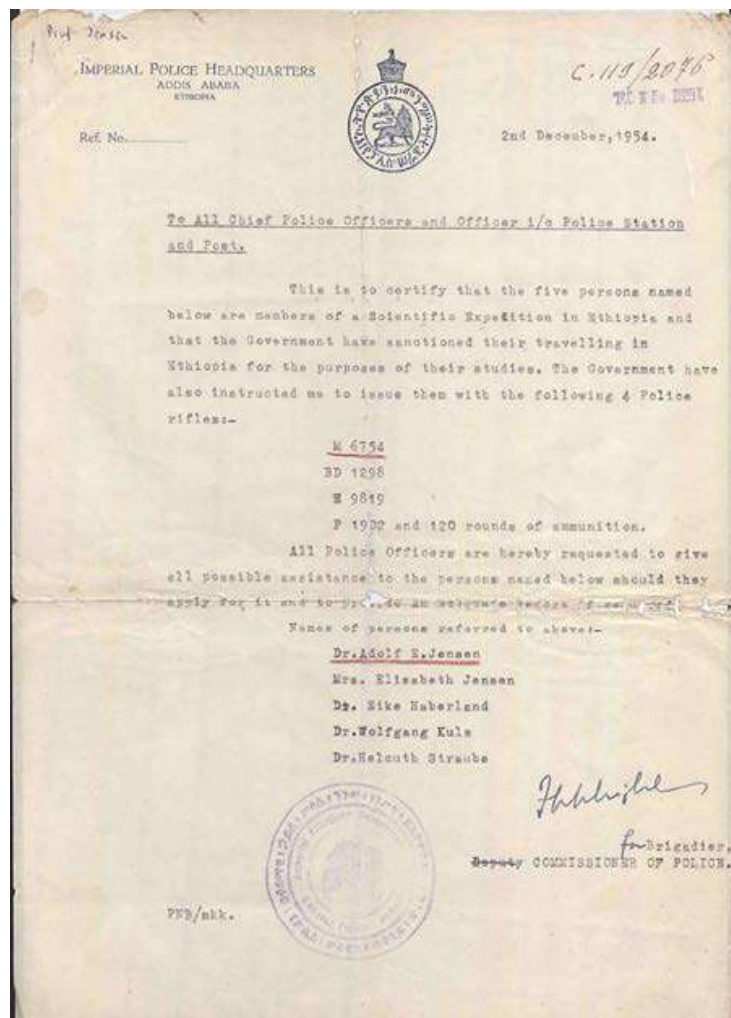 Prof Jensen
IMPERIAL POLICE HEADQUARTERS
ADDIS ABABA
ETHIOPIA
C.119/2076
Ref. No.
2nd December, 1954.
To All Chief Police Officers and Officer i/c Police Station
and Post.
This is to certify that the five persons named
below are members of a Scientific Expedition in Ethiopia and
that the Government have sanctioned their travelling in
Ethiopia for the purposes of their studies. The Government have
also instructed me to issue them with the following 4 Police
rifles:-
M 6754
BD 1298
9819
P 1902 and 120 rounds of ammunition.
All Police Officers are hereby requested to give
all possible assistance to the persons named below should they
apply for it and to provide an adequate escort if
Names of persons referred to above:-
Dr.Adolf E.Jensen
Mrs. Elisabeth Jensen
Dr. Eike Haberland
Dr.Wolfgang Kuls
Dr.Helmuth Straube
for Brigadier,
Deputy COMMISSIONER OF POLICE.
PNB/mkk.